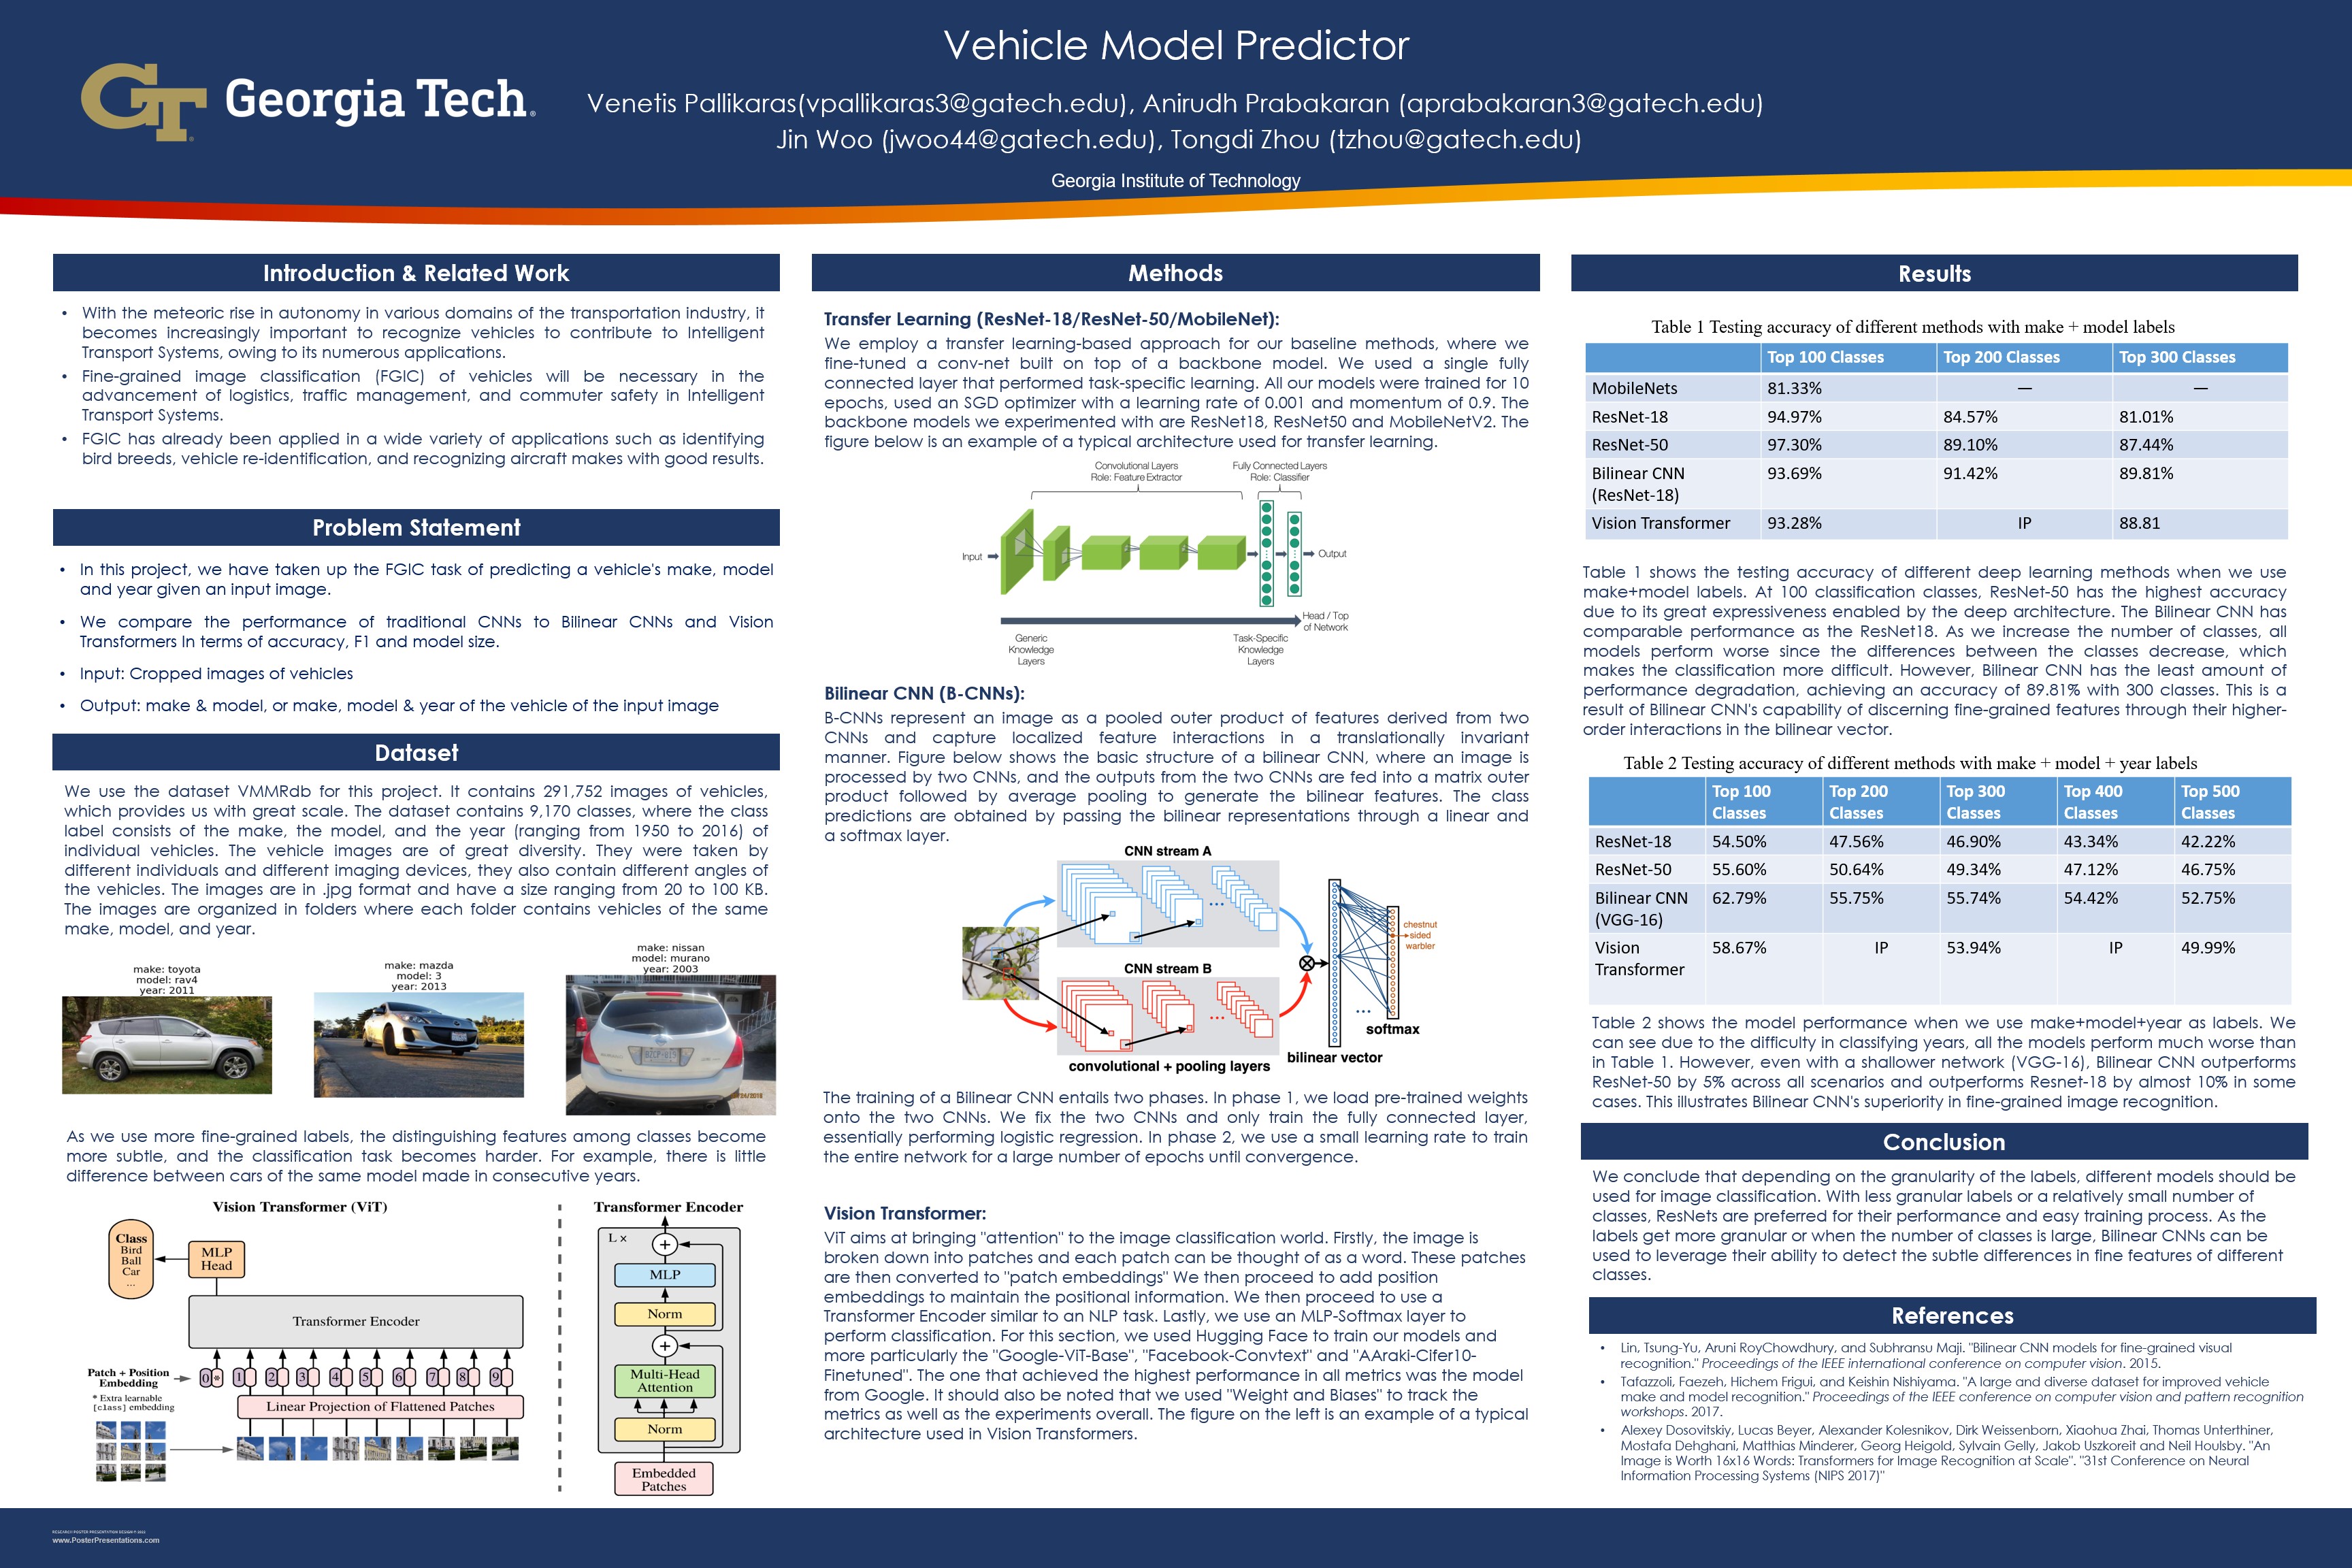 Vehicle Model Predictor
GT Georgia Tech.
Venetis Pallikaras(vpallikaras3@gatech.edu), Anirudh Prabakaran (aprabakaran3@gatech.edu)
Jin Woo (jwoo44@gatech.edu), Tongdi Zhou (tzhou@gatech.edu)
Georgia Institute of Technology
Introduction & Related Work
• With the meteoric rise in autonomy in various domains of the transportation industry, it
becomes increasingly important to recognize vehicles to contribute to Intelligent
Transport Systems, owing to its numerous applications.
• Fine-grained image classification (FGIC) of vehicles will be necessary in the
advancement of logistics, traffic management, and commuter safety in Intelligent
Transport Systems.
• FGIC has already been applied in a wide variety of applications such as identifying
bird breeds, vehicle re-identification, and recognizing aircraft makes with good results.
Problem Statement
• In this project, we have taken up the FGIC task of predicting a vehicle's make, model
and year given an input image.
• We compare the performance of traditional CNNs to Bilinear CNNs and Vision
Transformers In terms of accuracy, F1 and model size.
• Input: Cropped images of vehicles
• Output: make & model, or make, model & year of the vehicle of the input image
Dataset
We use the dataset VMMRdb for this project. It contains 291,752 images of vehicles,
which provides us with great scale. The dataset contains 9,170 classes, where the class
label consists of the make, the model, and the year (ranging from 1950 to 2016) of
individual vehicles. The vehicle images are of great diversity. They were taken by
different individuals and different imaging devices, they also contain different angles of
the vehicles. The images are in .jpg format and have a size ranging from 20 to 100 KB.
The images are organized in folders where each folder contains vehicles of the same
make, model, and year.
make: toyota
model: rav4
year: 2011
make: mazda
model: 3
year: 2013
make: nissan
model: murano
year: 2003
As we use more fine-grained labels, the distinguishing features among classes become
more subtle, and the classification task becomes harder. For example, there is little
difference between cars of the same model made in consecutive years.
Vision Transformer (ViT)
Class
Bird
Ball
Car
...
MLP
Head
Transformer Encoder
Patch + Position
Embedding
* Extra learnable
[class] embedding
0 * 1 2 3 4 5 6 7 8 9
Linear Projection of Flattened Patches
Transformer Encoder
L ×
+
MLP
Norm
+
Multi-Head
Attention
Norm
Embedded
Patches
Methods
Transfer Learning (ResNet-18/ResNet-50/MobileNet):
We employ a transfer learning-based approach for our baseline methods, where we
fine-tuned a conv-net built on top of a backbone model. We used a single fully
connected layer that performed task-specific learning. All our models were trained for 10
epochs, used an SGD optimizer with a learning rate of 0.001 and momentum of 0.9. The
backbone models we experimented with are ResNet18, ResNet50 and MobileNetV2. The
figure below is an example of a typical architecture used for transfer learning.
Convolutional Layers
Role: Feature Extractor
Fully Connected Layers
Role: Classifier
Input
Output
Head / Top
of Network
Generic
Knowledge
Layers
Task-Specific
Knowledge
Layers
Bilinear CNN (B-CNNs):
B-CNNs represent an image as a pooled outer product of features derived from two
CNNs and capture localized feature interactions in a translationally invariant
manner. Figure below shows the basic structure of a bilinear CNN, where an image is
processed by two CNNs, and the outputs from the two CNNs are fed into a matrix outer
product followed by average pooling to generate the bilinear features. The class
predictions are obtained by passing the bilinear representations through a linear and
a softmax layer.
CNN stream A
...
chestnut
sided
warbler
CNN stream B
...
...
softmax
bilinear vector
convolutional + pooling layers
The training of a Bilinear CNN entails two phases. In phase 1, we load pre-trained weights
onto the two CNNs. We fix the two CNNs and only train the fully connected layer,
essentially performing logistic regression. In phase 2, we use a small learning rate to train
the entire network for a large number of epochs until convergence.
Vision Transformer:
ViT aims at bringing "attention" to the image classification world. Firstly, the image is
broken down into patches and each patch can be thought of as a word. These patches
are then converted to "patch embeddings" We then proceed to add position
embeddings to maintain the positional information. We then proceed to use a
Transformer Encoder similar to an NLP task. Lastly, we use an MLP-Softmax layer to
perform classification. For this section, we used Hugging Face to train our models and
more particularly the "Google-ViT-Base", "Facebook-Convtext" and "AAraki-Cifer10-
Finetuned". The one that achieved the highest performance in all metrics was the model
from Google. It should also be noted that we used "Weight and Biases" to track the
metrics as well as the experiments overall. The figure on the left is an example of a typical
architecture used in Vision Transformers.
Results
Table 1 Testing accuracy of different methods with make + model labels
Top 100 Classes Top 200 Classes Top 300 Classes
MobileNets 81.33% — —
ResNet-18 94.97% 84.57% 81.01%
ResNet-50 97.30% 89.10% 87.44%
Bilinear CNN 93.69% 91.42% 89.81%
(ResNet-18)
Vision Transformer 93.28% IP 88.81
Table 1 shows the testing accuracy of different deep learning methods when we use
make+model labels. At 100 classification classes, ResNet-50 has the highest accuracy
due to its great expressiveness enabled by the deep architecture. The Bilinear CNN has
comparable performance as the ResNet18. As we increase the number of classes, all
models perform worse since the differences between the classes decrease, which
makes the classification more difficult. However, Bilinear CNN has the least amount of
performance degradation, achieving an accuracy of 89.81% with 300 classes. This is a
result of Bilinear CNN's capability of discerning fine-grained features through their higher-
order interactions in the bilinear vector.
Table 2 Testing accuracy of different methods with make + model + year labels
Top 100 Top 200 Top 300 Top 400 Top 500
Classes Classes Classes Classes Classes
ResNet-18 54.50% 47.56% 46.90% 43.34% 42.22%
ResNet-50 55.60% 50.64% 49.34% 47.12% 46.75%
Bilinear CNN 62.79% 55.75% 55.74% 54.42% 52.75%
(VGG-16)
Vision 58.67% IP 53.94% IP 49.99%
Transformer
Table 2 shows the model performance when we use make+model+year as labels. We
can see due to the difficulty in classifying years, all the models perform much worse than
in Table 1. However, even with a shallower network (VGG-16), Bilinear CNN outperforms
ResNet-50 by 5% across all scenarios and outperforms Resnet-18 by almost 10% in some
cases. This illustrates Bilinear CNN's superiority in fine-grained image recognition.
Conclusion
We conclude that depending on the granularity of the labels, different models should be
used for image classification. With less granular labels or a relatively small number of
classes, ResNets are preferred for their performance and easy training process. As the
labels get more granular or when the number of classes is large, Bilinear CNNs can be
used to leverage their ability to detect the subtle differences in fine features of different
classes.
References
• Lin, Tsung-Yu, Aruni RoyChowdhury, and Subhransu Maji. "Bilinear CNN models for fine-grained visual
recognition." Proceedings of the IEEE international conference on computer vision. 2015.
• Tafazzoli, Faezeh, Hichem Frigui, and Keishin Nishiyama. "A large and diverse dataset for improved vehicle
make and model recognition." Proceedings of the IEEE conference on computer vision and pattern recognition
workshops. 2017.
• Alexey Dosovitskiy, Lucas Beyer, Alexander Kolesnikov, Dirk Weissenborn, Xiaohua Zhai, Thomas Unterthiner,
Mostafa Dehghani, Matthias Minderer, Georg Heigold, Sylvain Gelly, Jakob Uszkoreit and Neil Houlsby. "An
Image is Worth 16x16 Words: Transformers for Image Recognition at Scale". "31st Conference on Neural
Information Processing Systems (NIPS 2017)"
RESEARCH POSTER PRESENTATION DESIGN ©
www.PosterPresentations.com